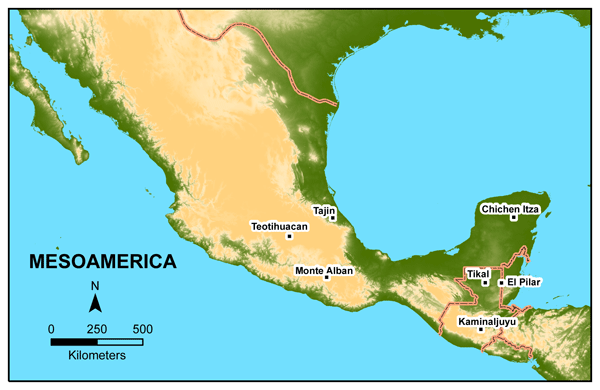 Chichen Itza
Tajin
Teotihuacan
MESOAMERICA
Monte Alban
Tikal
El Pilar
N
Kaminaljuyu
0 250 500
Kilometers